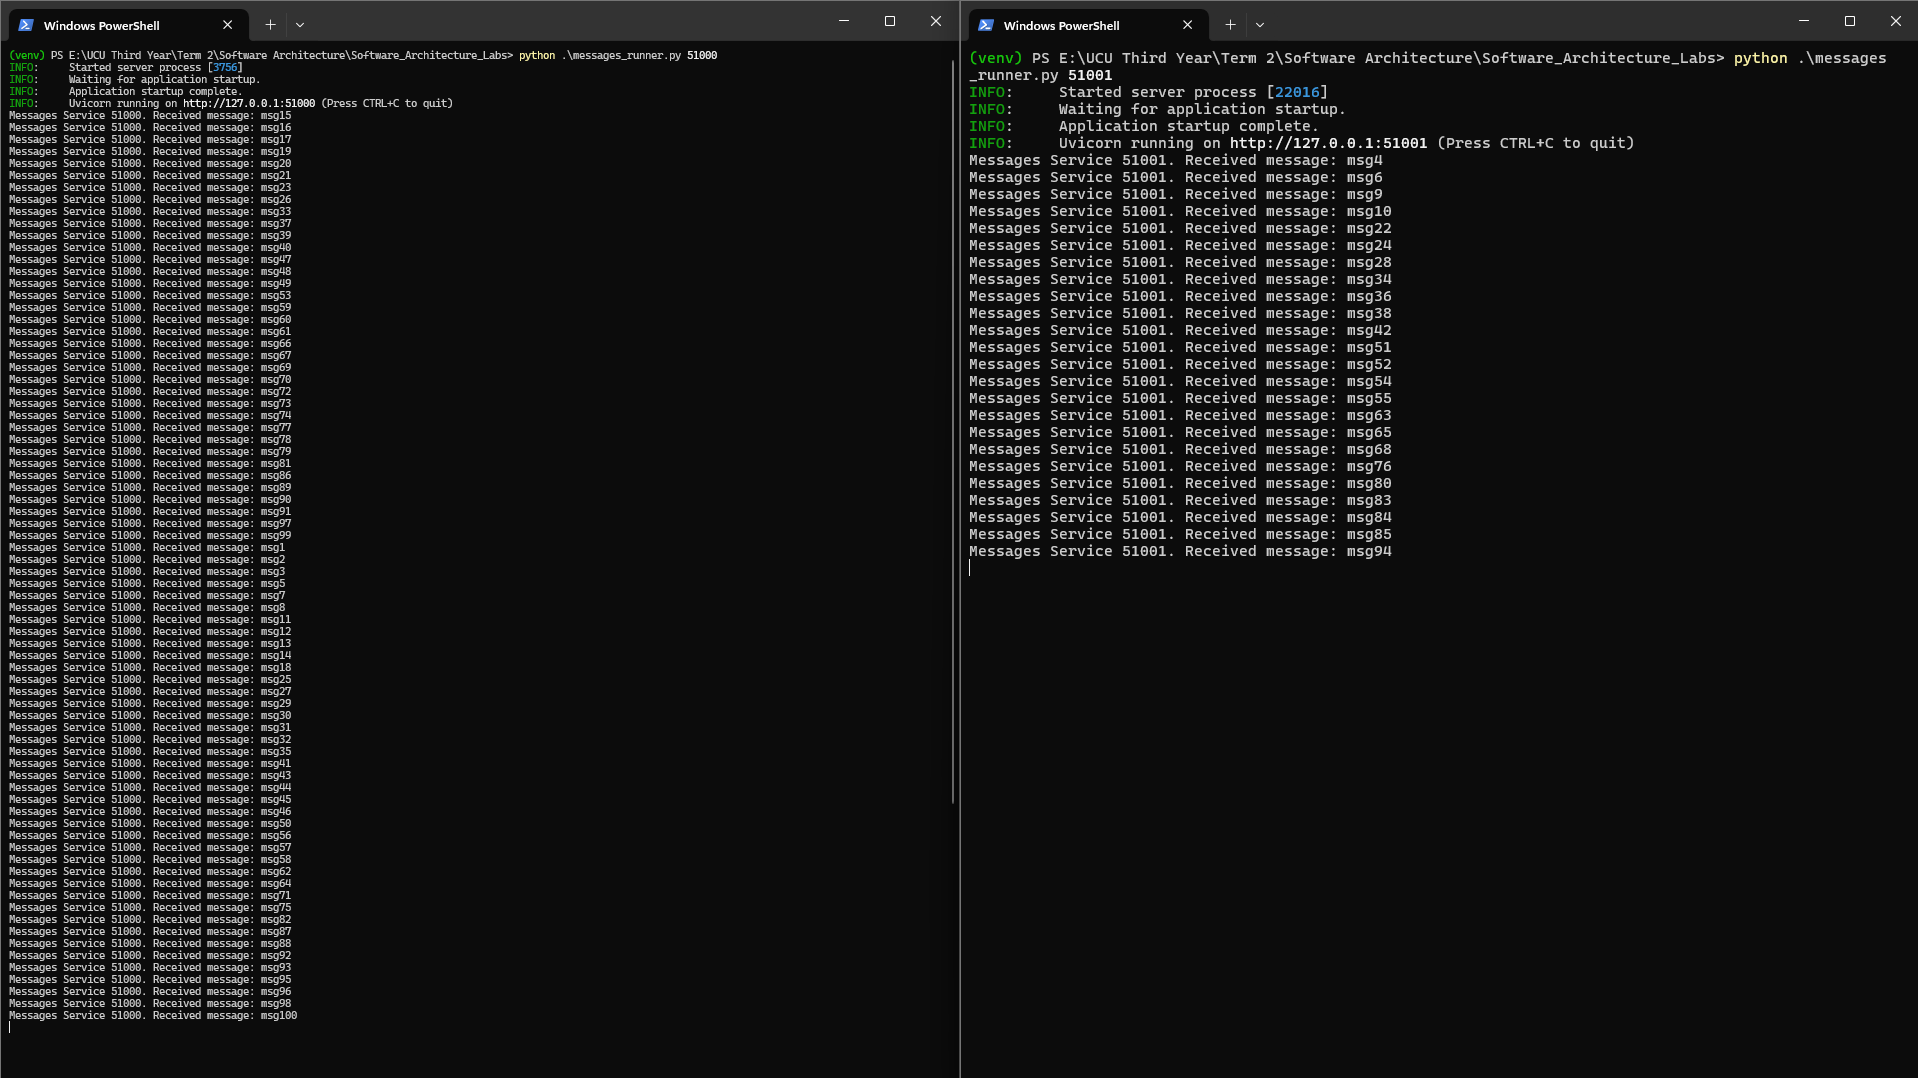 Windows PowerShell
(venv) PS E:\UCU Third Year\Term 2\Software Architecture\Software_Architecture_Labs> python .\messages_runner.py 51000
INFO:     Started server process [3756]
INFO:     Waiting for application startup.
INFO:     Application startup complete.
INFO:     Uvicorn running on http://127.0.0.1:51000 (Press CTRL+C to quit)
Messages Service 51000. Received message: msg15
Messages Service 51000. Received message: msg16
Messages Service 51000. Received message: msg17
Messages Service 51000. Received message: msg19
Messages Service 51000. Received message: msg20
Messages Service 51000. Received message: msg21
Messages Service 51000. Received message: msg23
Messages Service 51000. Received message: msg26
Messages Service 51000. Received message: msg33
Messages Service 51000. Received message: msg37
Messages Service 51000. Received message: msg39
Messages Service 51000. Received message: msg40
Messages Service 51000. Received message: msg47
Messages Service 51000. Received message: msg48
Messages Service 51000. Received message: msg49
Messages Service 51000. Received message: msg53
Messages Service 51000. Received message: msg59
Messages Service 51000. Received message: msg60
Messages Service 51000. Received message: msg61
Messages Service 51000. Received message: msg66
Messages Service 51000. Received message: msg67
Messages Service 51000. Received message: msg69
Messages Service 51000. Received message: msg70
Messages Service 51000. Received message: msg72
Messages Service 51000. Received message: msg73
Messages Service 51000. Received message: msg74
Messages Service 51000. Received message: msg77
Messages Service 51000. Received message: msg78
Messages Service 51000. Received message: msg79
Messages Service 51000. Received message: msg81
Messages Service 51000. Received message: msg86
Messages Service 51000. Received message: msg89
Messages Service 51000. Received message: msg90
Messages Service 51000. Received message: msg91
Messages Service 51000. Received message: msg97
Messages Service 51000. Received message: msg99
Messages Service 51000. Received message: msg1
Messages Service 51000. Received message: msg2
Messages Service 51000. Received message: msg3
Messages Service 51000. Received message: msg5
Messages Service 51000. Received message: msg7
Messages Service 51000. Received message: msg8
Messages Service 51000. Received message: msg11
Messages Service 51000. Received message: msg12
Messages Service 51000. Received message: msg13
Messages Service 51000. Received message: msg14
Messages Service 51000. Received message: msg18
Messages Service 51000. Received message: msg25
Messages Service 51000. Received message: msg27
Messages Service 51000. Received message: msg29
Messages Service 51000. Received message: msg30
Messages Service 51000. Received message: msg31
Messages Service 51000. Received message: msg32
Messages Service 51000. Received message: msg35
Messages Service 51000. Received message: msg41
Messages Service 51000. Received message: msg43
Messages Service 51000. Received message: msg44
Messages Service 51000. Received message: msg45
Messages Service 51000. Received message: msg46
Messages Service 51000. Received message: msg50
Messages Service 51000. Received message: msg56
Messages Service 51000. Received message: msg57
Messages Service 51000. Received message: msg58
Messages Service 51000. Received message: msg62
Messages Service 51000. Received message: msg64
Messages Service 51000. Received message: msg71
Messages Service 51000. Received message: msg75
Messages Service 51000. Received message: msg82
Messages Service 51000. Received message: msg87
Messages Service 51000. Received message: msg88
Messages Service 51000. Received message: msg92
Messages Service 51000. Received message: msg93
Messages Service 51000. Received message: msg95
Messages Service 51000. Received message: msg96
Messages Service 51000. Received message: msg98
Messages Service 51000. Received message: msg100
Windows PowerShell
(venv) PS E:\UCU Third Year\Term 2\Software Architecture\Software_Architecture_Labs> python .\messages
_runner.py 51001
INFO:     Started server process [22016]
INFO:     Waiting for application startup.
INFO:     Application startup complete.
INFO:     Uvicorn running on http://127.0.0.1:51001 (Press CTRL+C to quit)
Messages Service 51001. Received message: msg4
Messages Service 51001. Received message: msg6
Messages Service 51001. Received message: msg9
Messages Service 51001. Received message: msg10
Messages Service 51001. Received message: msg22
Messages Service 51001. Received message: msg24
Messages Service 51001. Received message: msg28
Messages Service 51001. Received message: msg34
Messages Service 51001. Received message: msg36
Messages Service 51001. Received message: msg38
Messages Service 51001. Received message: msg42
Messages Service 51001. Received message: msg51
Messages Service 51001. Received message: msg52
Messages Service 51001. Received message: msg54
Messages Service 51001. Received message: msg55
Messages Service 51001. Received message: msg63
Messages Service 51001. Received message: msg65
Messages Service 51001. Received message: msg68
Messages Service 51001. Received message: msg76
Messages Service 51001. Received message: msg80
Messages Service 51001. Received message: msg83
Messages Service 51001. Received message: msg84
Messages Service 51001. Received message: msg85
Messages Service 51001. Received message: msg94